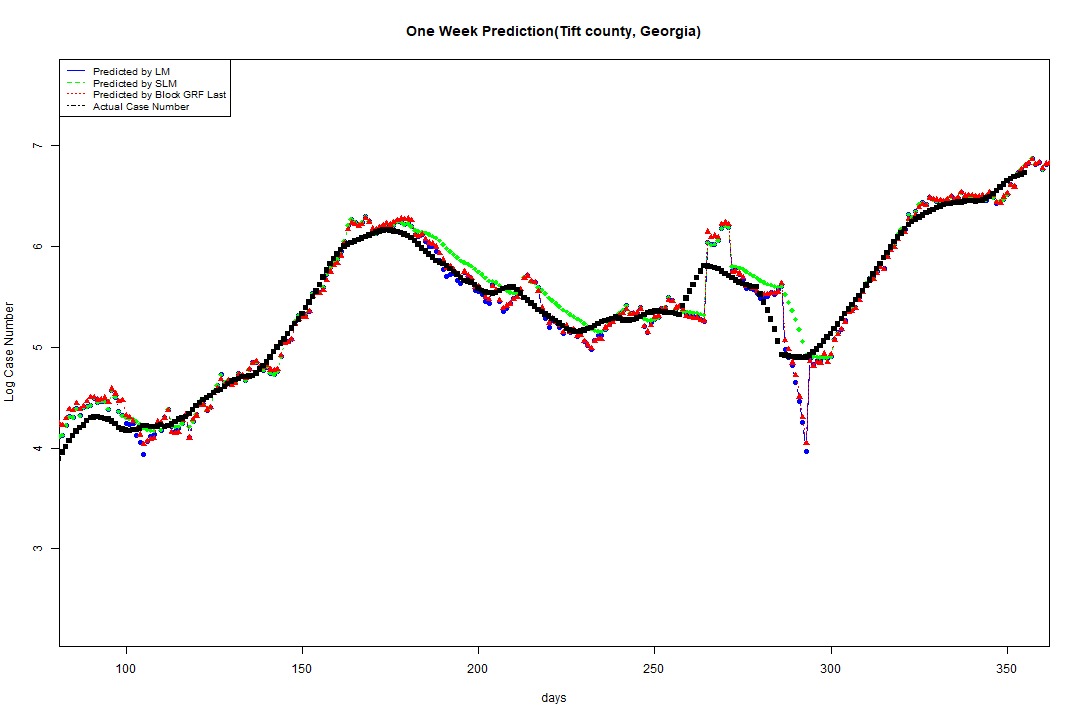 One Week Prediction(Tift county, Georgia)
Predicted by LM
Predicted by SLM
Predicted by Block GRF Last
Actual Case Number
7
6
5
4
3
Log Case Number
100 150 200 250 300 350
days